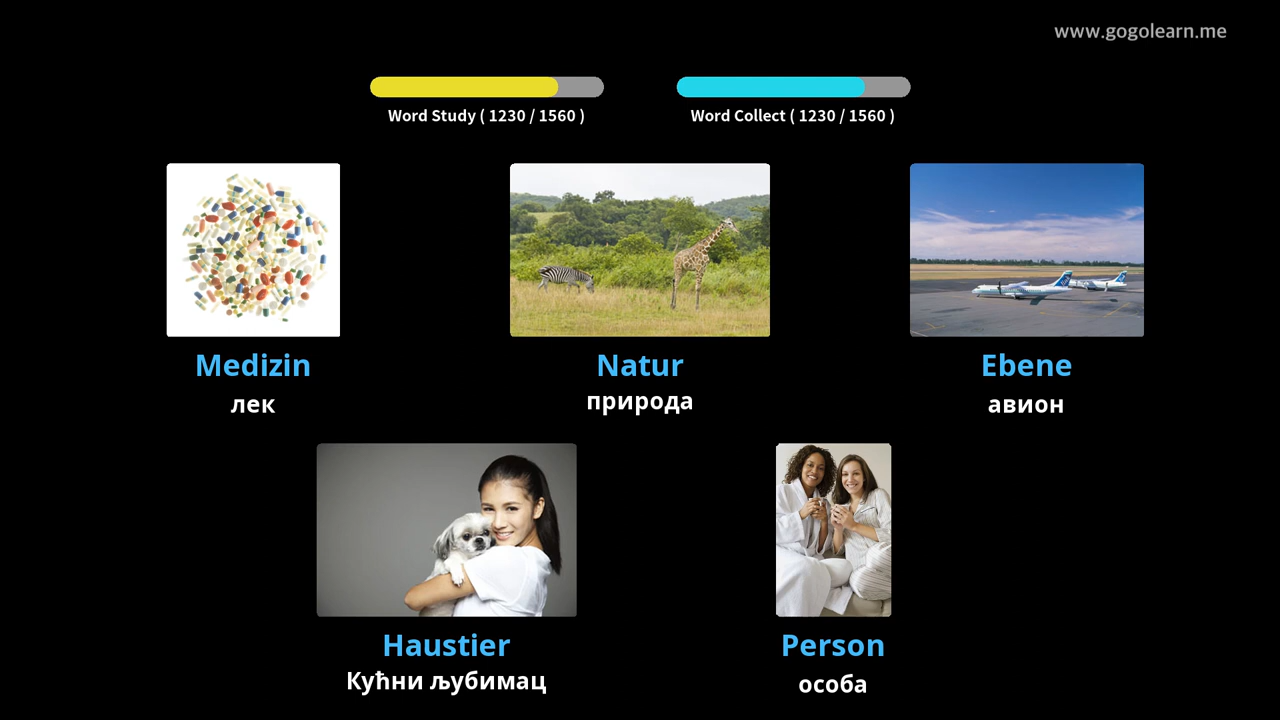 www.gogolearn.me
Word Study ( 1230 / 1560 )
Word Collect ( 1230 / 1560 )
Medizin
лек
Natur
природа
Ebene
авион
Haustier
Кућни љубимац
Person
особа